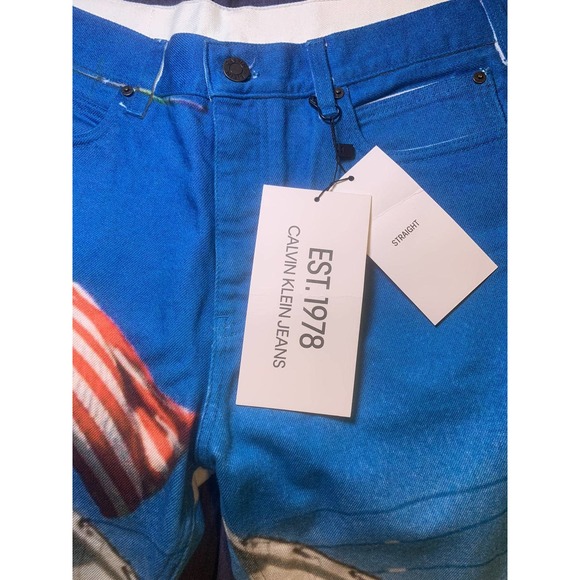 EST. 1978
CALVIN KLEIN JEANS
STRAIGHT